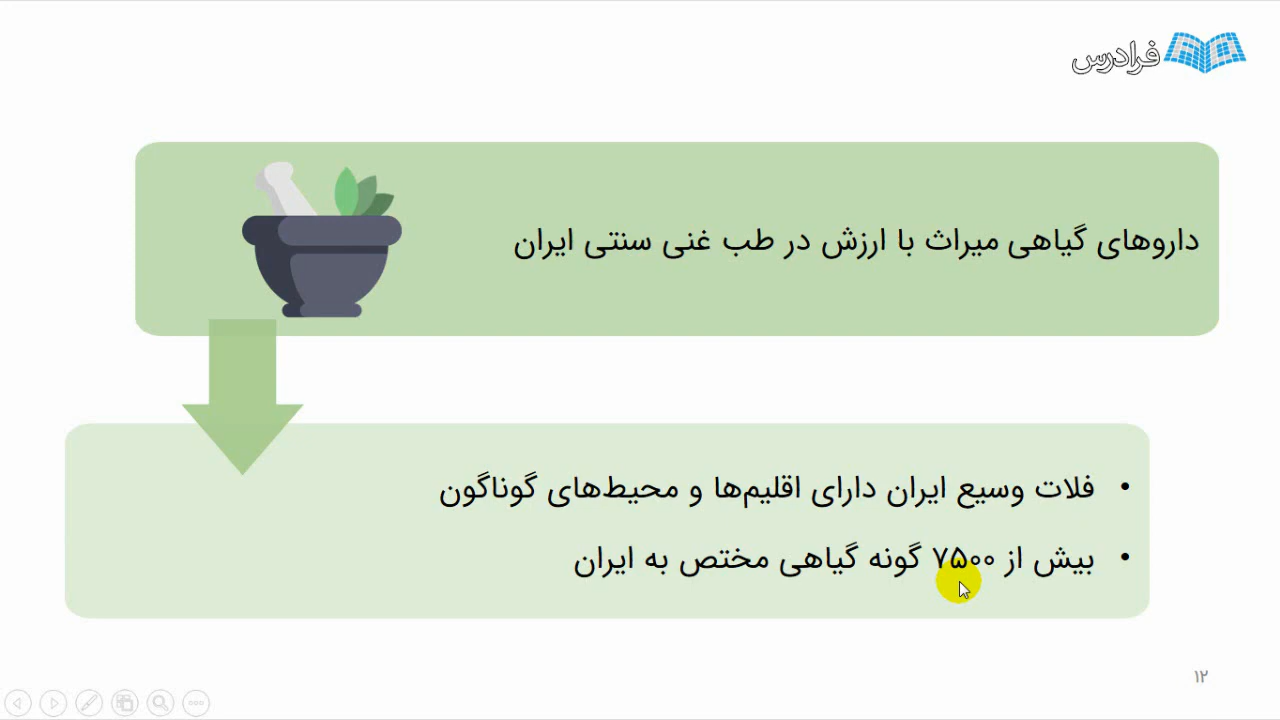 فرادرس
داروهای گیاهی میراث با ارزش در طب غنی سنتی ایران
• فلات وسیع ایران دارای اقلیم‌ها و محیط‌های گوناگون
• بیش از ۷۵۰۰ گونه گیاهی مختص به ایران
۱۲